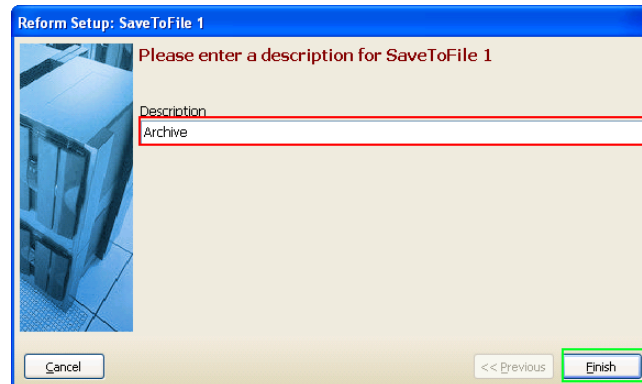 Reform Setup: SaveToFile 1
Please enter a description for SaveToFile 1
Description
Archive
Cancel
<< Previous
Finish